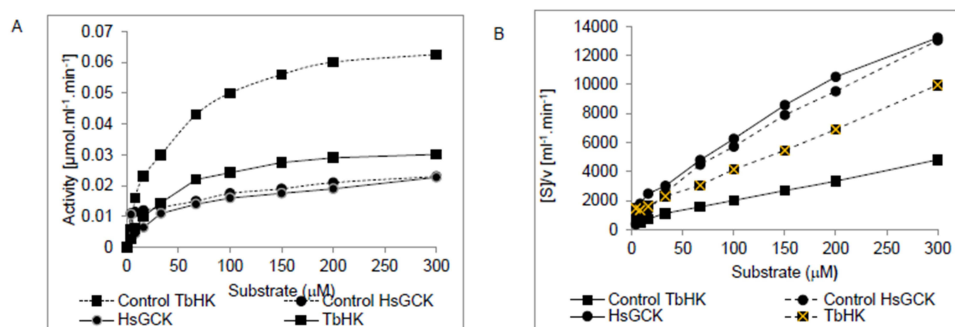 A
Activity [µmol.ml⁻¹.min⁻¹]
0.07
0.06
0.05
0.04
0.03
0.02
0.01
0
0 50 100 150 200 250 300
Substrate (µM)
Control TbHK Control HsGCK
HsGCK TbHK
B
[S]/v [ml⁻¹.min⁻¹]
14000
12000
10000
8000
6000
4000
2000
0
0 50 100 150 200 250 300
Substrate (µM)
Control TbHK Control HsGCK
HsGCK TbHK